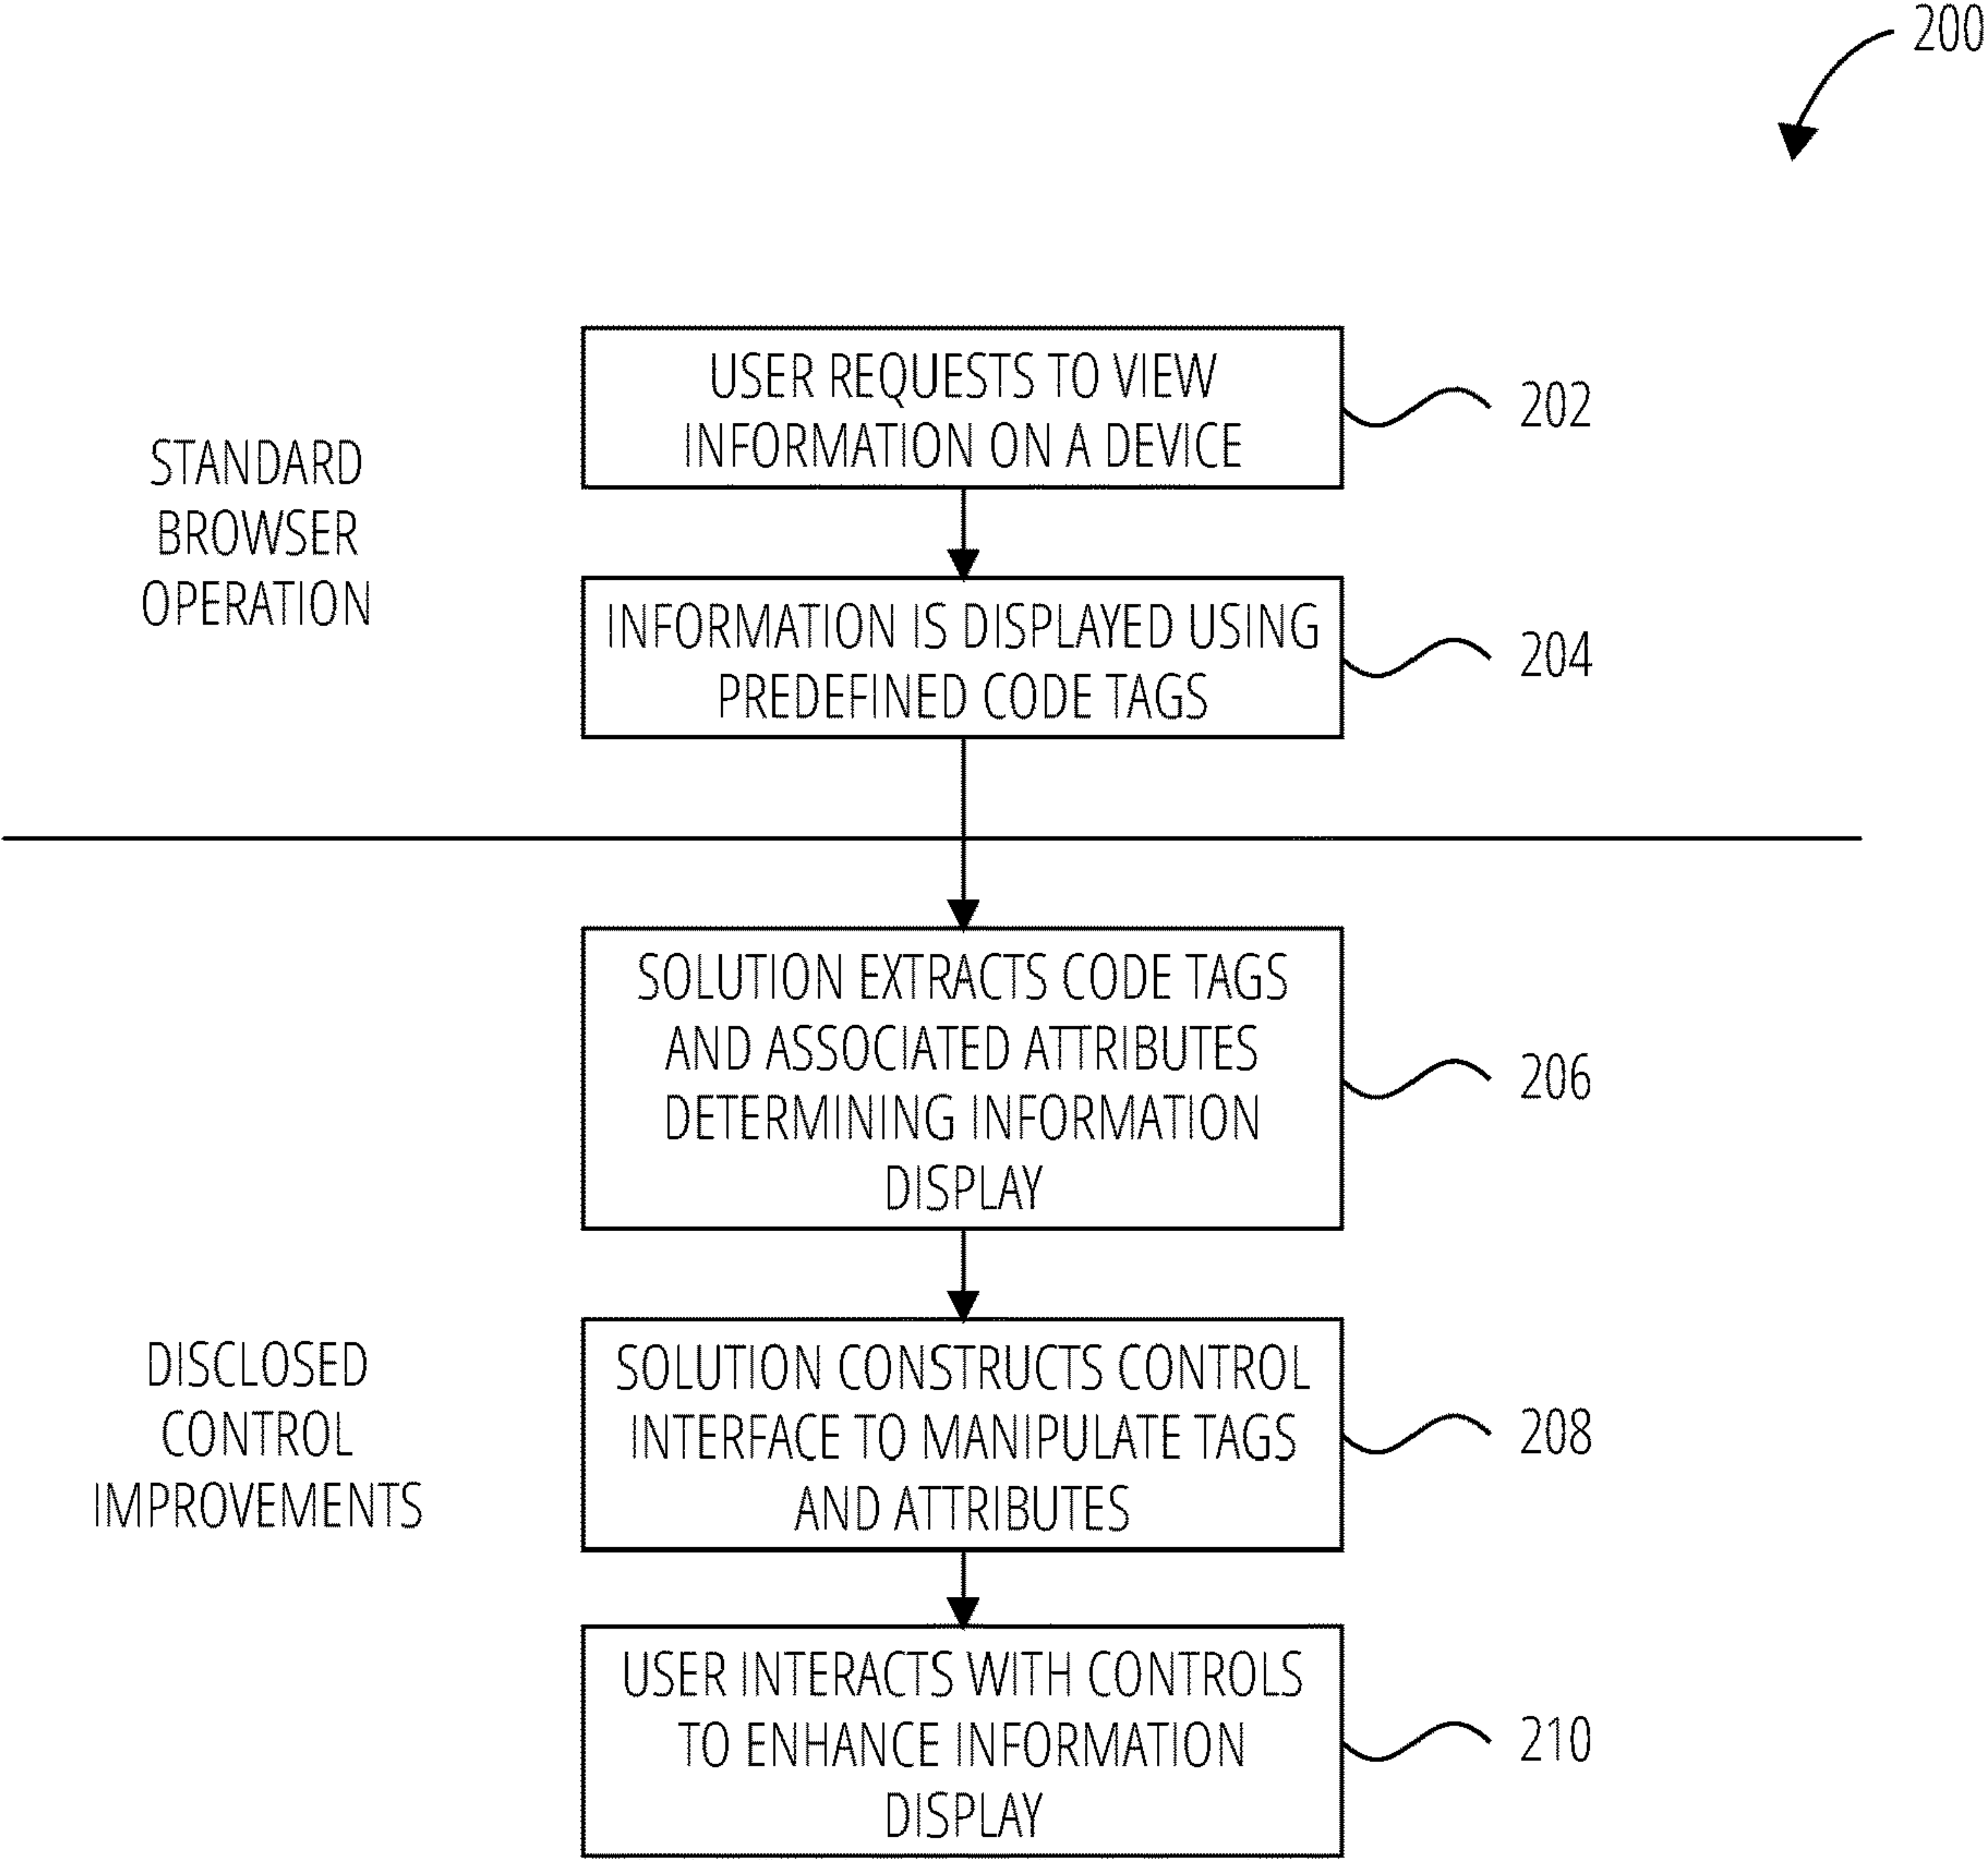 200
USER REQUESTS TO VIEW
INFORMATION ON A DEVICE
202
STANDARD
BROWSER
OPERATION
INFORMATION IS DISPLAYED USING
PREDEFINED CODE TAGS
204
SOLUTION EXTRACTS CODE TAGS
AND ASSOCIATED ATTRIBUTES
DETERMINING INFORMATION
DISPLAY
206
DISCLOSED
CONTROL
IMPROVEMENTS
SOLUTION CONSTRUCTS CONTROL
INTERFACE TO MANIPULATE TAGS
AND ATTRIBUTES
208
USER INTERACTS WITH CONTROLS
TO ENHANCE INFORMATION
DISPLAY
210